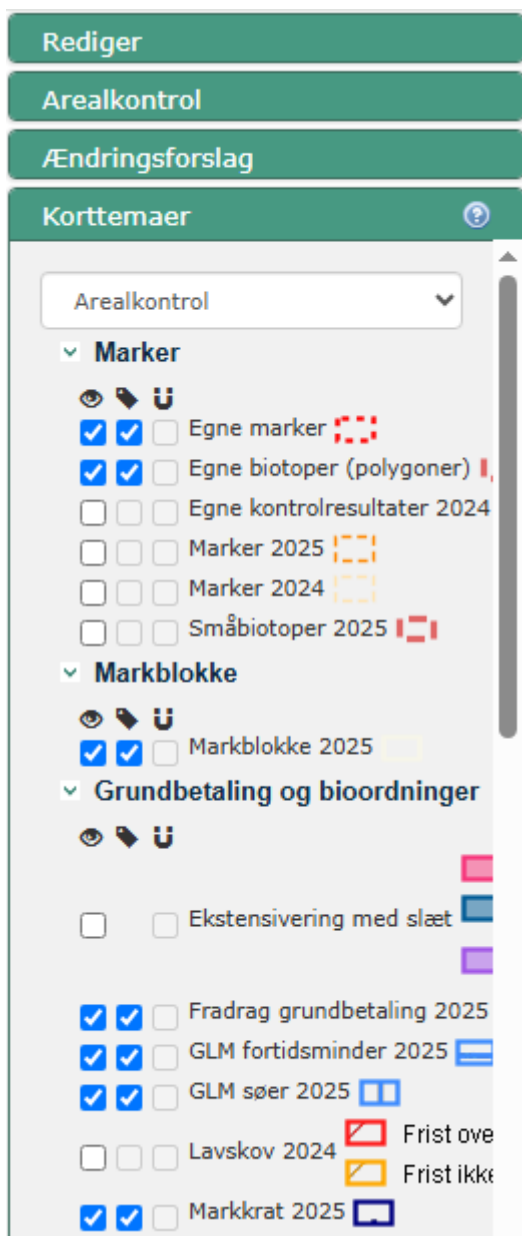 Rediger
Arealkontrol
Ændringsforslag
Korttemaer
Arealkontrol
Marker
Egne marker
Egne biotoper (polygoner)
Egne kontrolresultater 2024
Marker 2025
Marker 2024
Småbiotoper 2025
Markblokke
Markblokke 2025
Grundbetaling og bioordninger
Ekstensivering med slæt
Fradrag grundbetaling 2025
GLM fortidsminder 2025
GLM søer 2025
Lavskov 2024
Frist ove
Frist ikke
Markkrat 2025